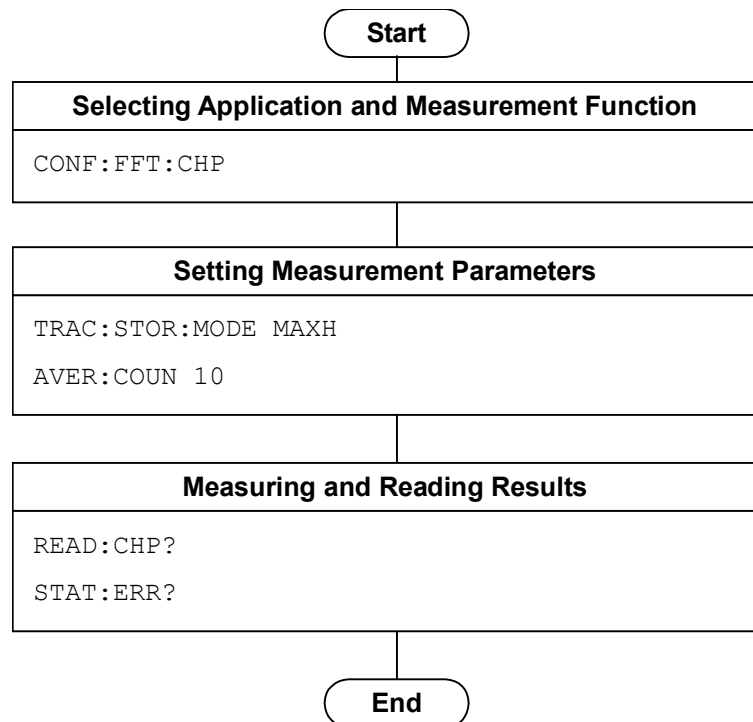 Start
Selecting Application and Measurement Function
CONF:FFT:CHP
Setting Measurement Parameters
TRAC:STOR:MODE MAXH
AVER:COUN 10
Measuring and Reading Results
READ:CHP?
STAT:ERR?
End